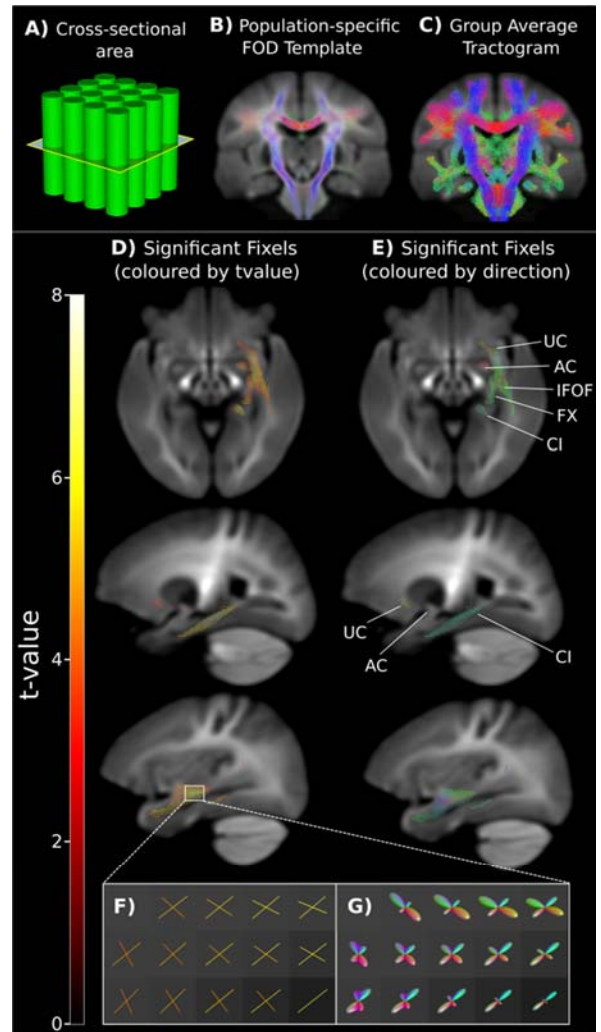 A) Cross-sectional
area
B) Population-specific
FOD Template
C) Group Average
Tractogram
D) Significant Fixels
(coloured by tvalue)
E) Significant Fixels
(coloured by direction)
8
6
4
2
0
t-value
UC
AC
IFOF
FX
CI
UC
AC
CI
F)
G)